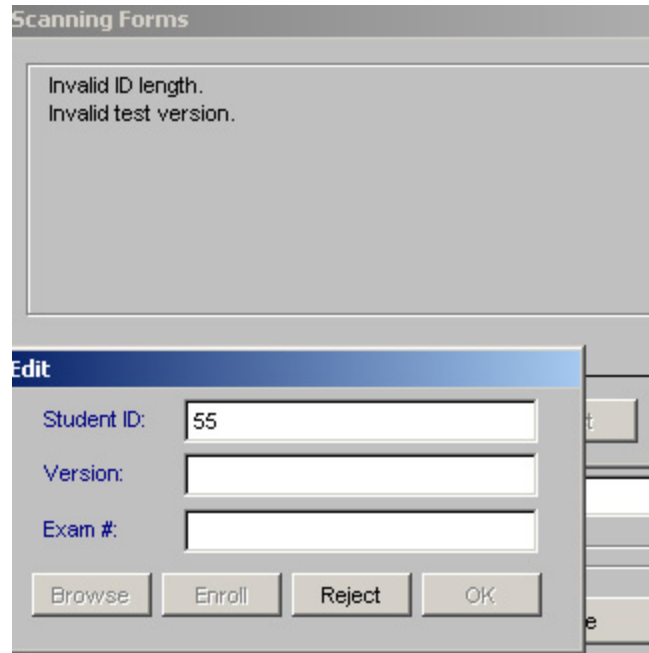 Scanning Forms
Invalid ID length.
Invalid test version.
Edit
Student ID: 55
Version:
Exam #:
Browse Enroll Reject OK